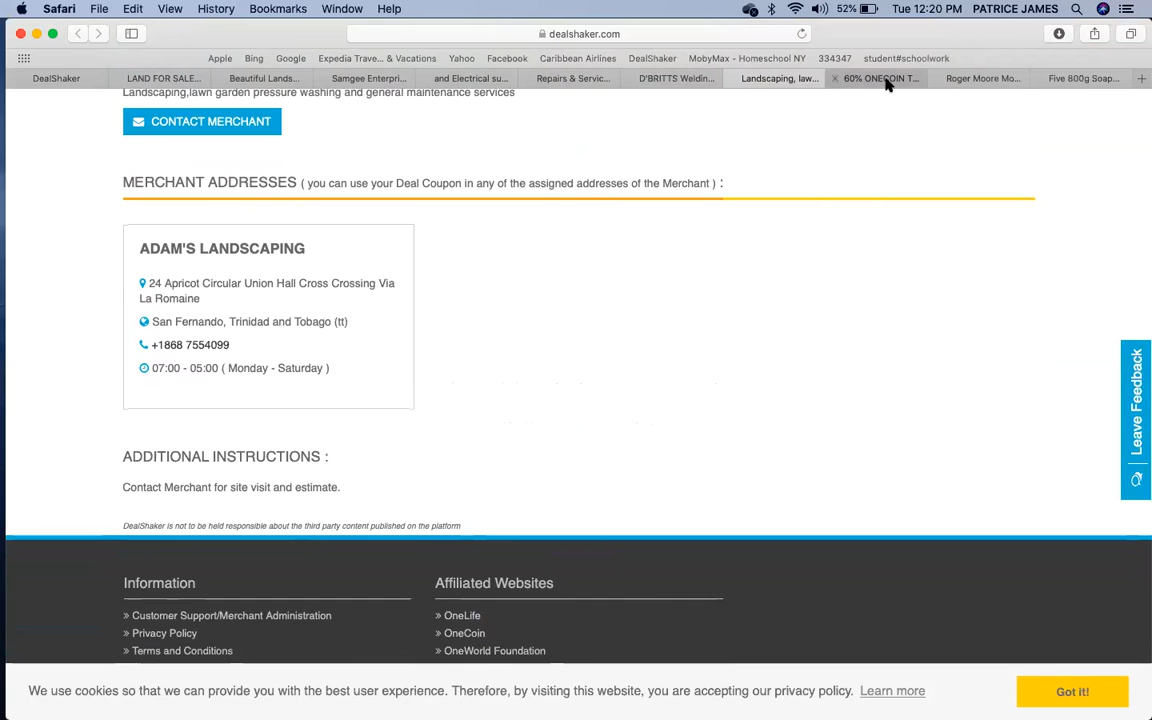 Safari File Edit View History Bookmarks Window Help 52% Tue 12:20 PM PATRICE JAMES
dealshaker.com
Apple Bing Google Expedia Trave... & Vacations Yahoo Facebook Caribbean Airlines DealShaker MobyMax - Homeschool NY 334347 student#schoolwork
DealShaker LAND FOR SALE... Beautiful Lands... Samgee Enterpri... and Electrical su... Repairs & Servic... D'BRITTS Weldin... Landscaping, law... 60% ONECOIN T... Roger Moore Mo... Five 800g Soap...
Landscaping,lawn garden pressure washing and general maintenance services
CONTACT MERCHANT
MERCHANT ADDRESSES ( you can use your Deal Coupon in any of the assigned addresses of the Merchant ) :
ADAM'S LANDSCAPING
24 Apricot Circular Union Hall Cross Crossing Via
La Romaine
San Fernando, Trinidad and Tobago (tt)
+1868 7554099
07:00 - 05:00 ( Monday - Saturday )
Leave Feedback
ADDITIONAL INSTRUCTIONS :
Contact Merchant for site visit and estimate.
DealShaker is not to be held responsible about the third party content published on the platform
Information
» Customer Support/Merchant Administration
» Privacy Policy
» Terms and Conditions
Affiliated Websites
» OneLife
» OneCoin
» OneWorld Foundation
We use cookies so that we can provide you with the best user experience. Therefore, by visiting this website, you are accepting our privacy policy. Learn more
Got it!